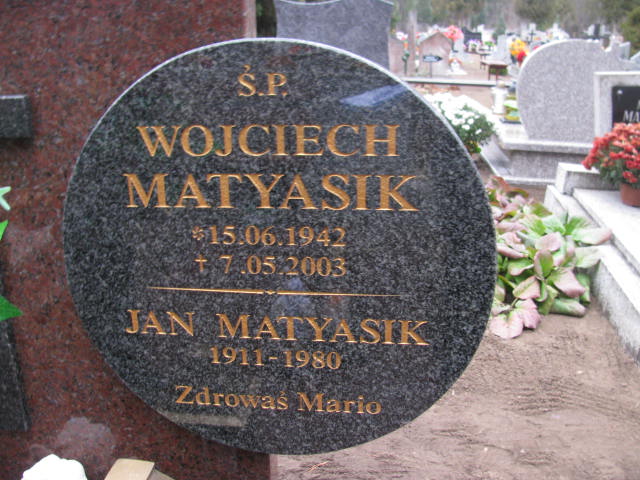 Ś.P.
WOJCIECH
MATYASIK
* 15.06.1942
† 7.05.2003
JAN MATYASIK
1911-1980
Zdrowaś Mario